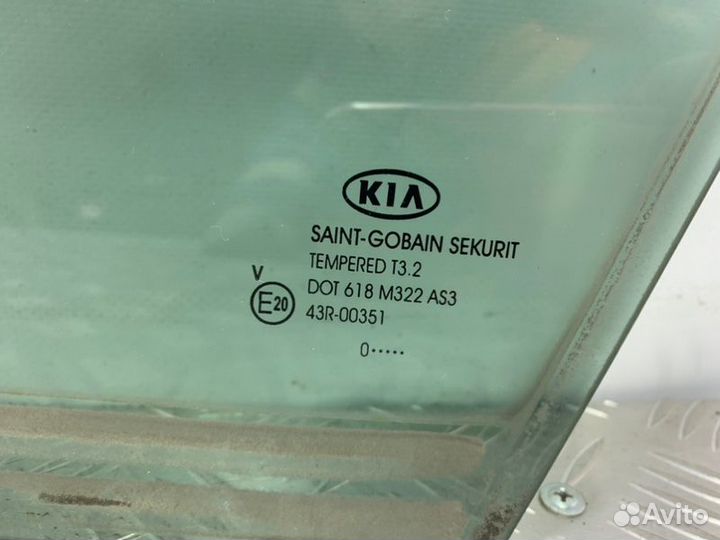 KIA
SAINT-GOBAIN SEKURIT
TEMPERED T3.2
DOT 618 M322 AS3
43R-00351
V
E20
0·····
Avito